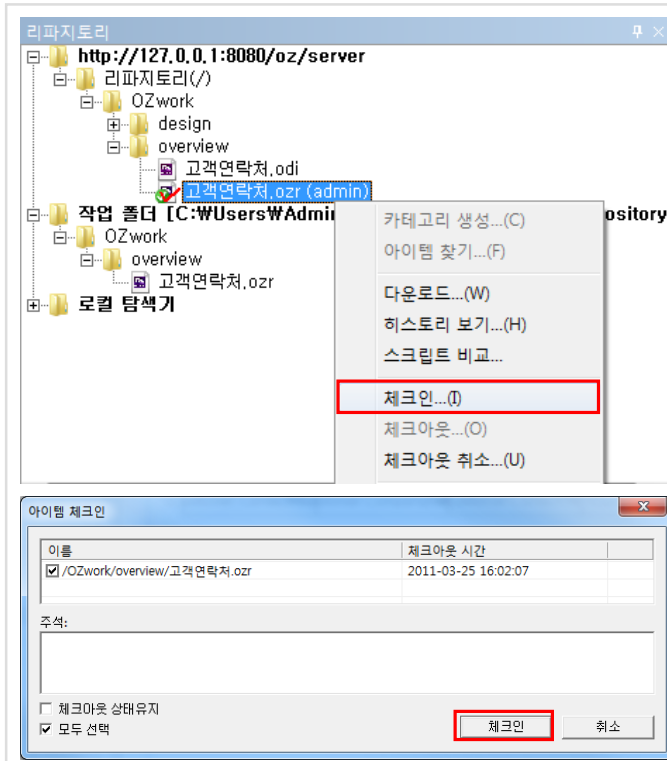 리파지토리
http://127.0.0.1:8080/oz/server
리파지토리(/)
OZwork
design
overview
고객연락처.odi
고객연락처.ozr (admin)
작업 폴더 [C:₩Users₩Admi ository
OZwork
overview
고객연락처.ozr
로컬 탐색기
카테고리 생성...(C)
아이템 찾기...(F)
다운로드...(W)
히스토리 보기...(H)
스크립트 비교...
체크인...(I)
체크아웃...(O)
체크아웃 취소...(U)
아이템 체크인
이름 체크아웃 시간
/OZwork/overview/고객연락처.ozr 2011-03-25 16:02:07
주석:
체크아웃 상태유지
모두 선택 체크인 취소